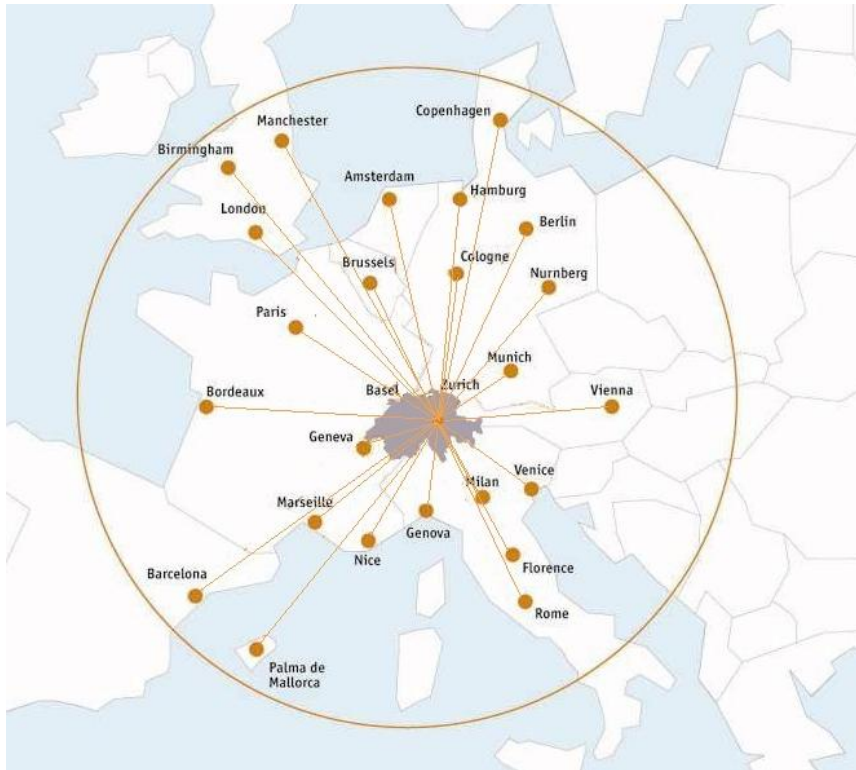 Copenhagen
Manchester
Birmingham
Amsterdam
Hamburg
London
Berlin
Brussels
Cologne
Nurnberg
Paris
Munich
Basel
Zurich
Bordeaux
Vienna
Geneva
Venice
Milan
Marseille
Genova
Nice
Florence
Barcelona
Rome
Palma de
Mallorca